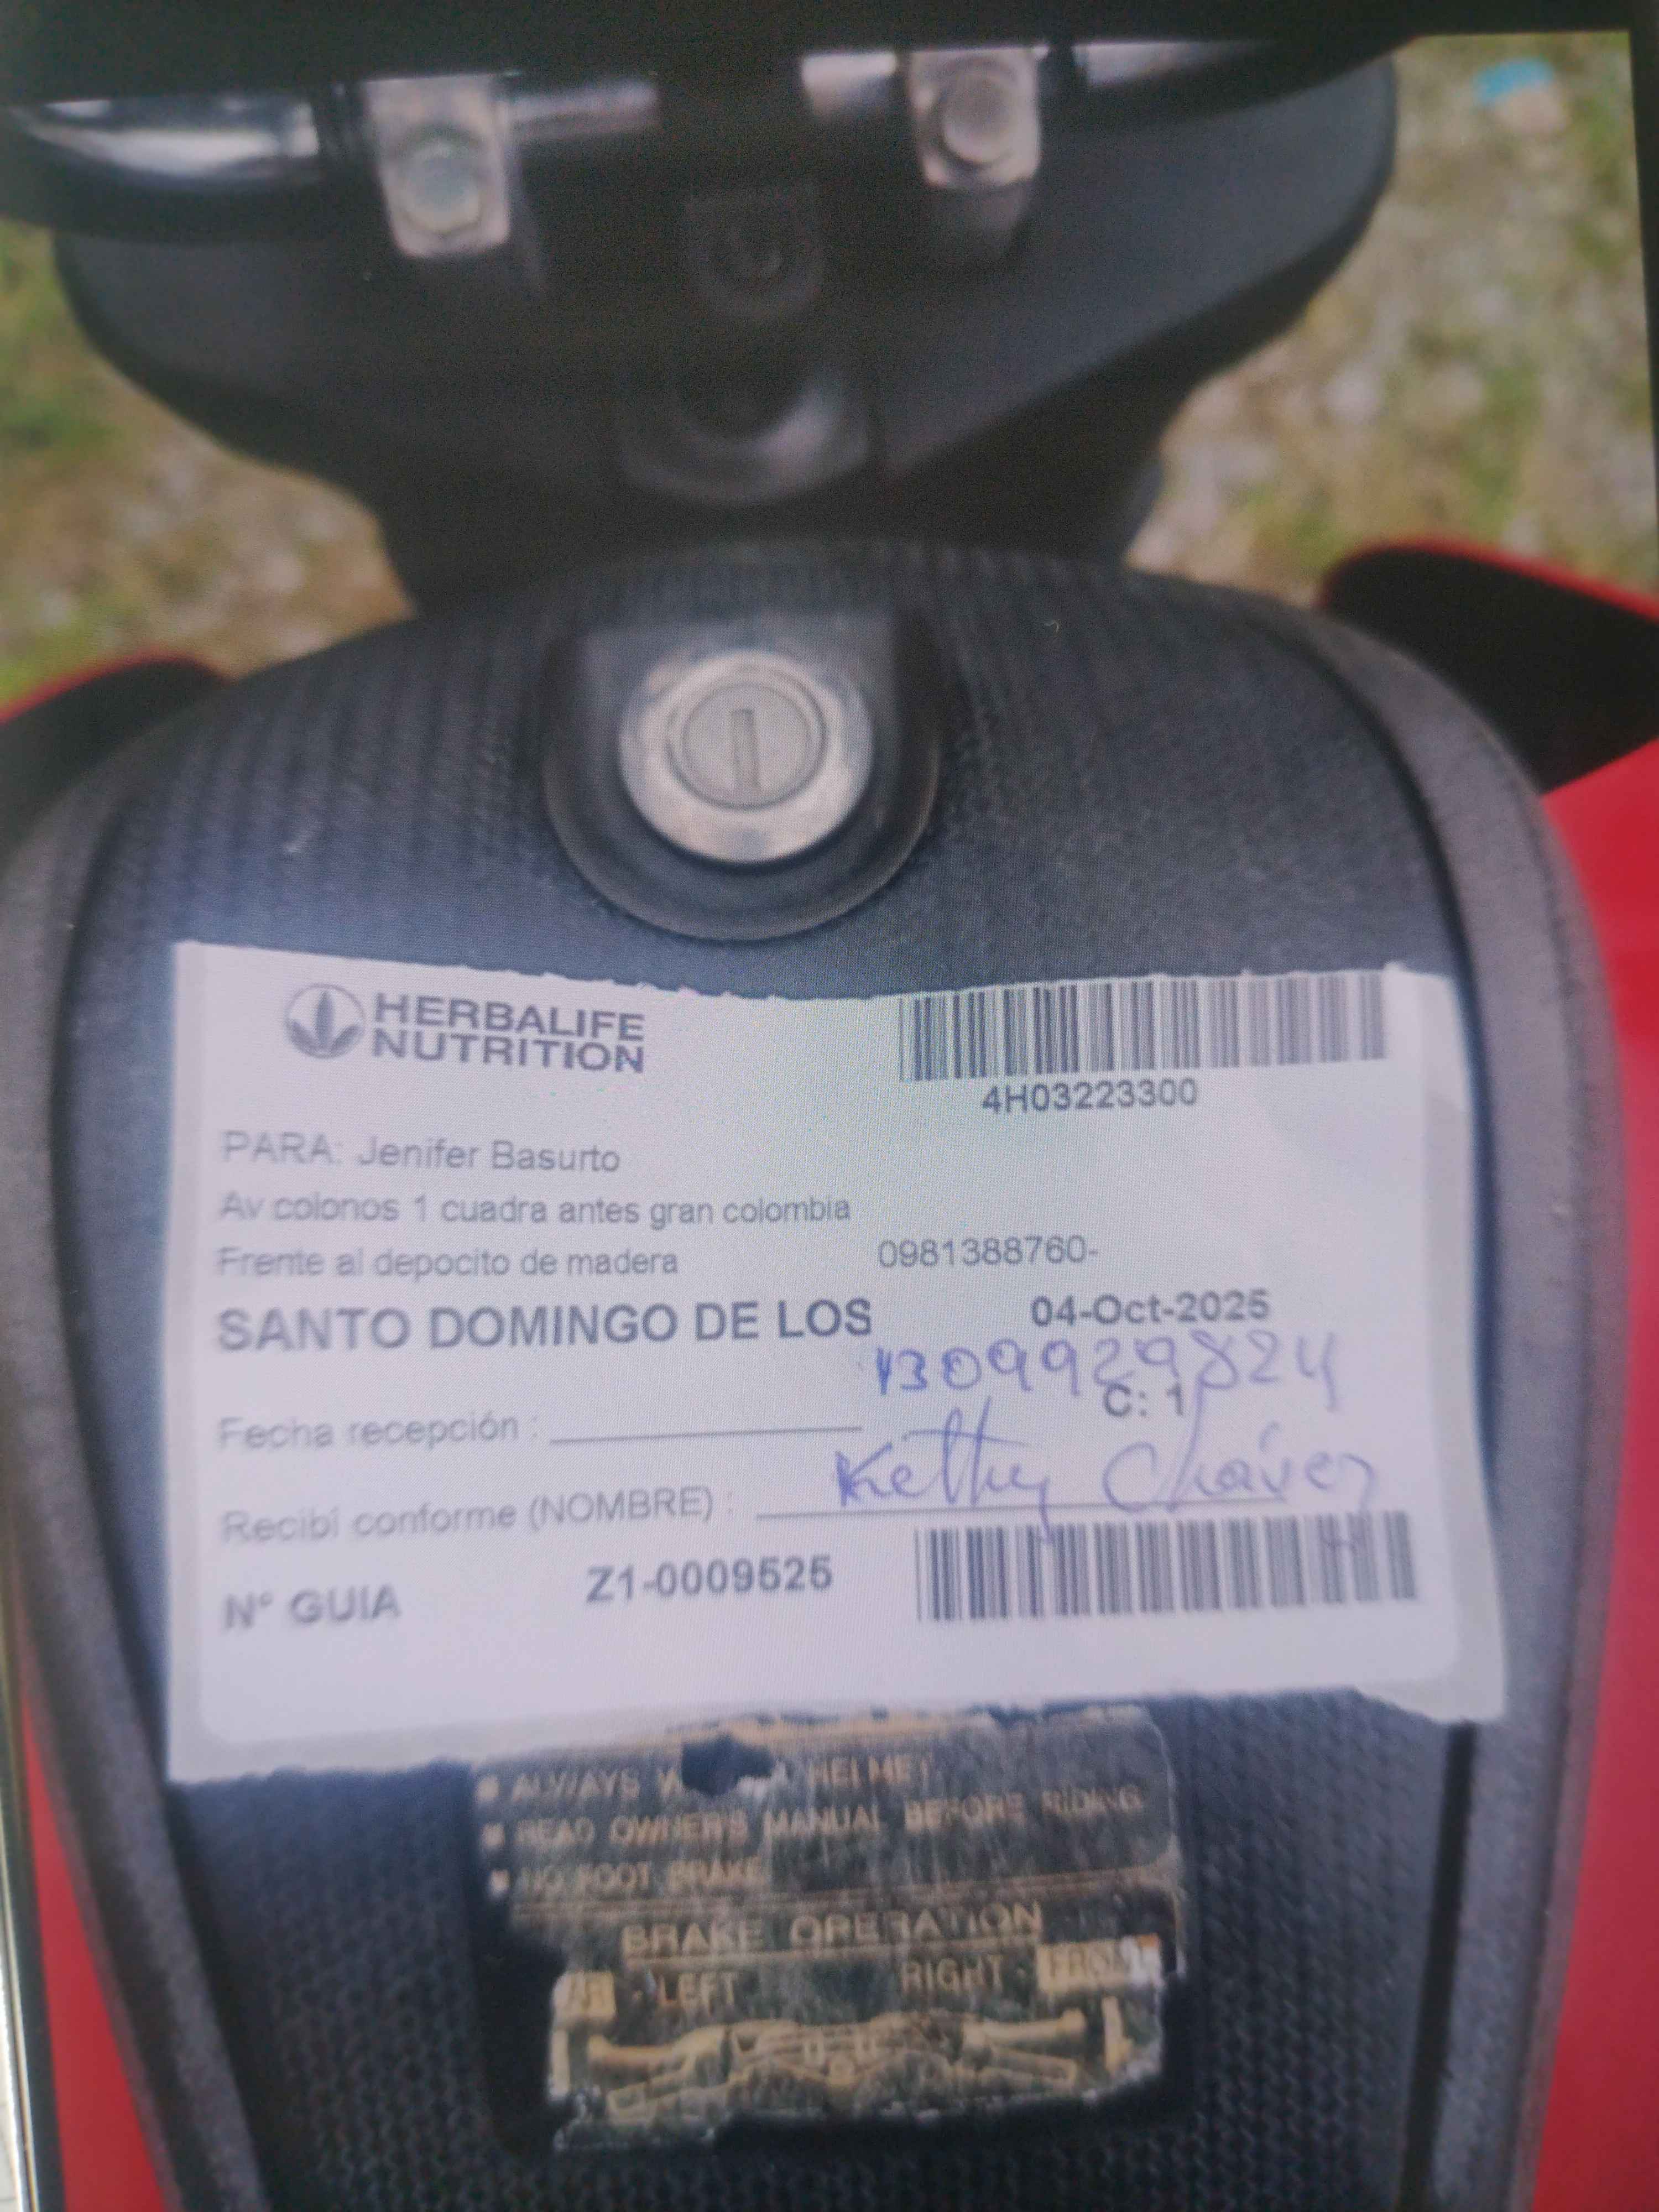 HERBALIFE
NUTRITION
4H03223300
PARA: Jenifer Basurto
Av colonos 1 cuadra antes gran colombia
Frente al depocito de madera 0981388760-
SANTO DOMINGO DE LOS 04-Oct-2025
1309929824
C: 1
Fecha recepción :
Recibí conforme (NOMBRE) : Ketty Chávez
N° GUIA Z1-0009525
ALWAYS HELMET
READ OWNER'S MANUAL BEFORE RIDING
NO FOOT BRAKE
BRAKE OPERATION
LEFT RIGHT - FRONT